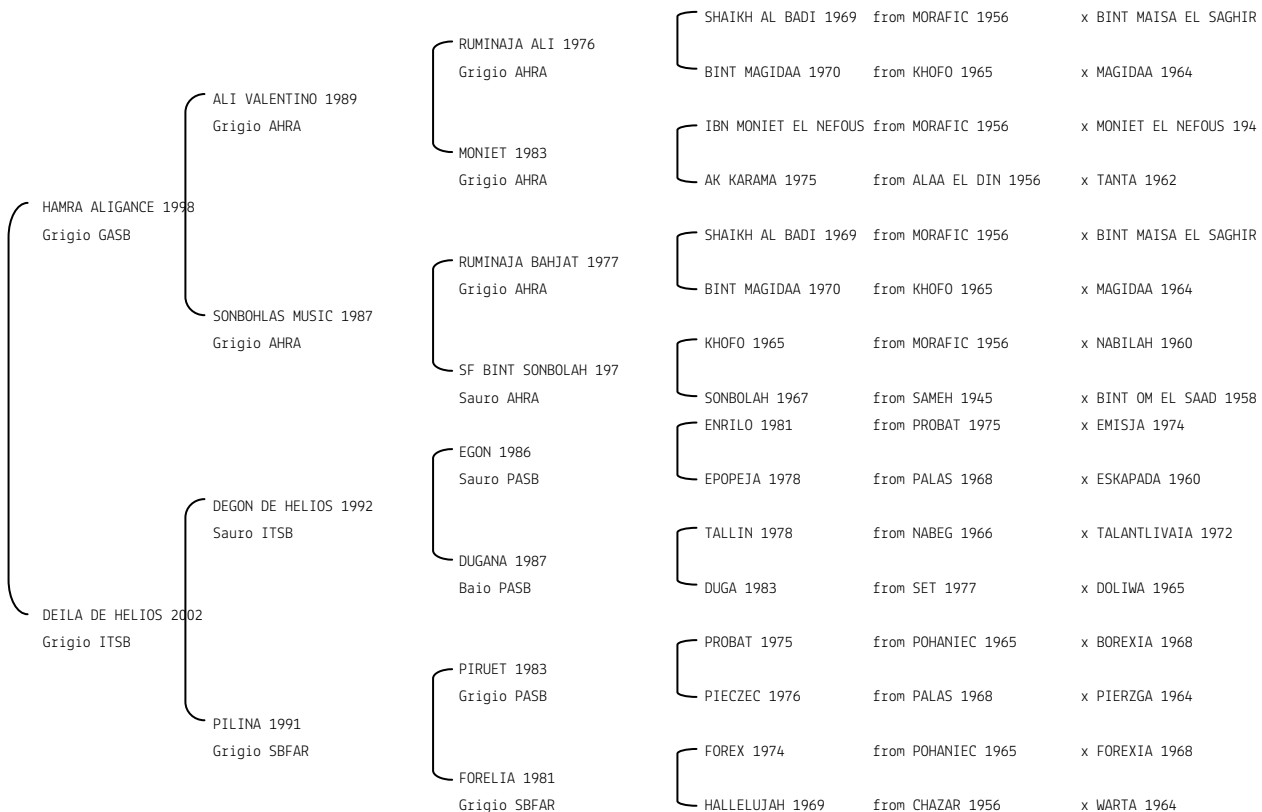 SHAIKH AL BADI 1969 from MORAFIC 1956 x BINT MAISA EL SAGHIR
RUMINAJA ALI 1976
Grigio AHRA
BINT MAGIDAA 1970 from KHOFO 1965 x MAGIDAA 1964
ALI VALENTINO 1989
Grigio AHRA
IBN MONIET EL NEFOUS from MORAFIC 1956 x MONIET EL NEFOUS 194
MONIET 1983
Grigio AHRA
AK KARAMA 1975 from ALAA EL DIN 1956 x TANTA 1962
HAMRA ALIGANCE 1998
Grigio GASB
SHAIKH AL BADI 1969 from MORAFIC 1956 x BINT MAISA EL SAGHIR
RUMINAJA BAHJAT 1977
Grigio AHRA
BINT MAGIDAA 1970 from KHOFO 1965 x MAGIDAA 1964
SONBOHLAS MUSIC 1987
Grigio AHRA
KHOFO 1965 from MORAFIC 1956 x NABILAH 1960
SF BINT SONBOLAH 197
Sauro AHRA
SONBOLAH 1967 from SAMEH 1945 x BINT OM EL SAAD 1958
ENRILO 1981 from PROBAT 1975 x EMISJA 1974
EGON 1986
Sauro PASB
EPOPEJA 1978 from PALAS 1968 x ESKAPADA 1960
DEGON DE HELIOS 1992
Sauro ITSB
TALLIN 1978 from NABEG 1966 x TALANTLIVAIA 1972
DUGANA 1987
Baio PASB
DUGA 1983 from SET 1977 x DOLIWA 1965
DEILA DE HELIOS 2002
Grigio ITSB
PROBAT 1975 from POHANIEC 1965 x BOREXIA 1968
PIRUET 1983
Grigio PASB
PIECZEC 1976 from PALAS 1968 x PIERZGA 1964
PILINA 1991
Grigio SBFAR
FOREX 1974 from POHANIEC 1965 x FOREXIA 1968
FORELIA 1981
Grigio SBFAR
HALLELUJAH 1969 from CHAZAR 1956 x WARTA 1964